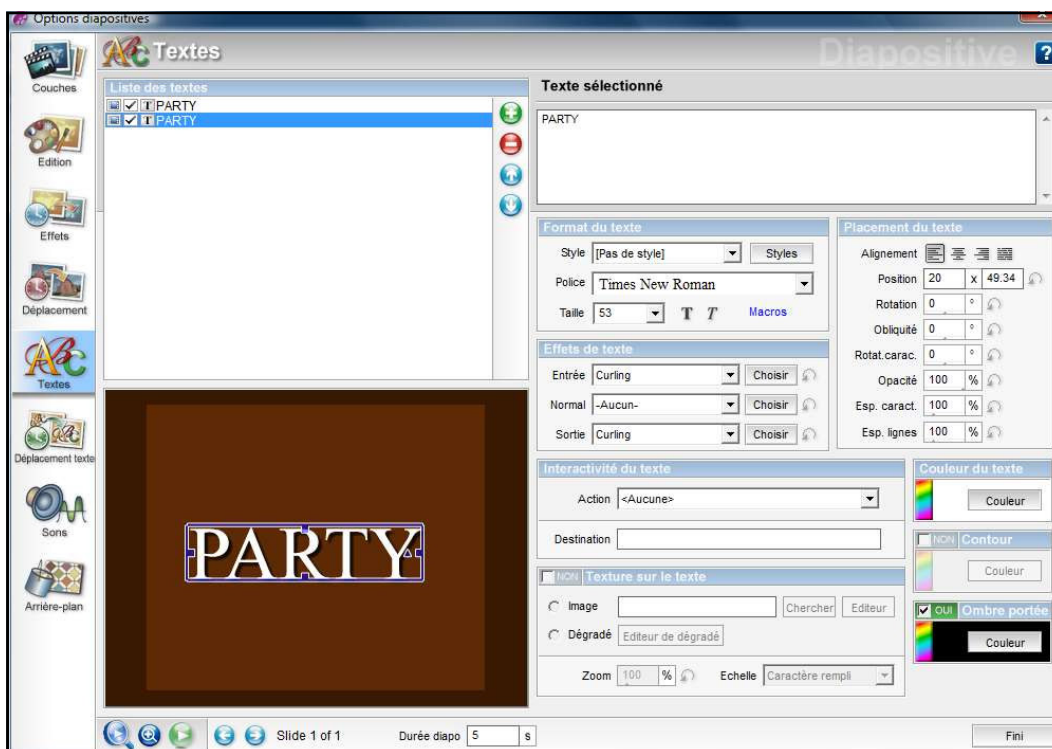 Options diapositives
Textes
Diapositive
?
Couches
Edition
Effets
Déplacement
Textes
Déplacement texte
Sons
Arrière-plan
Liste des textes
T PARTY
T PARTY
Texte sélectionné
PARTY
Format du texte
Style [Pas de style] Styles
Police Times New Roman
Taille 53 T T Macros
Effets de texte
Entrée Curling Choisir
Normal -Aucun- Choisir
Sortie Curling Choisir
Placement du texte
Alignement
Position 20 x 49.34
Rotation 0 °
Obliquité 0 °
Rotat.carac. 0 °
Opacité 100 %
Esp. caract. 100 %
Esp. lignes 100 %
Interactivité du texte
Action <Aucune>
Destination
NON Texture sur le texte
Image Chercher Editeur
Dégradé Editeur de dégradé
Zoom 100 % Echelle Caractère rempli
Couleur du texte
Couleur
NON Contour
Couleur
OUI Ombre portée
Couleur
PARTY
Slide 1 of 1 Durée diapo 5 s Fini